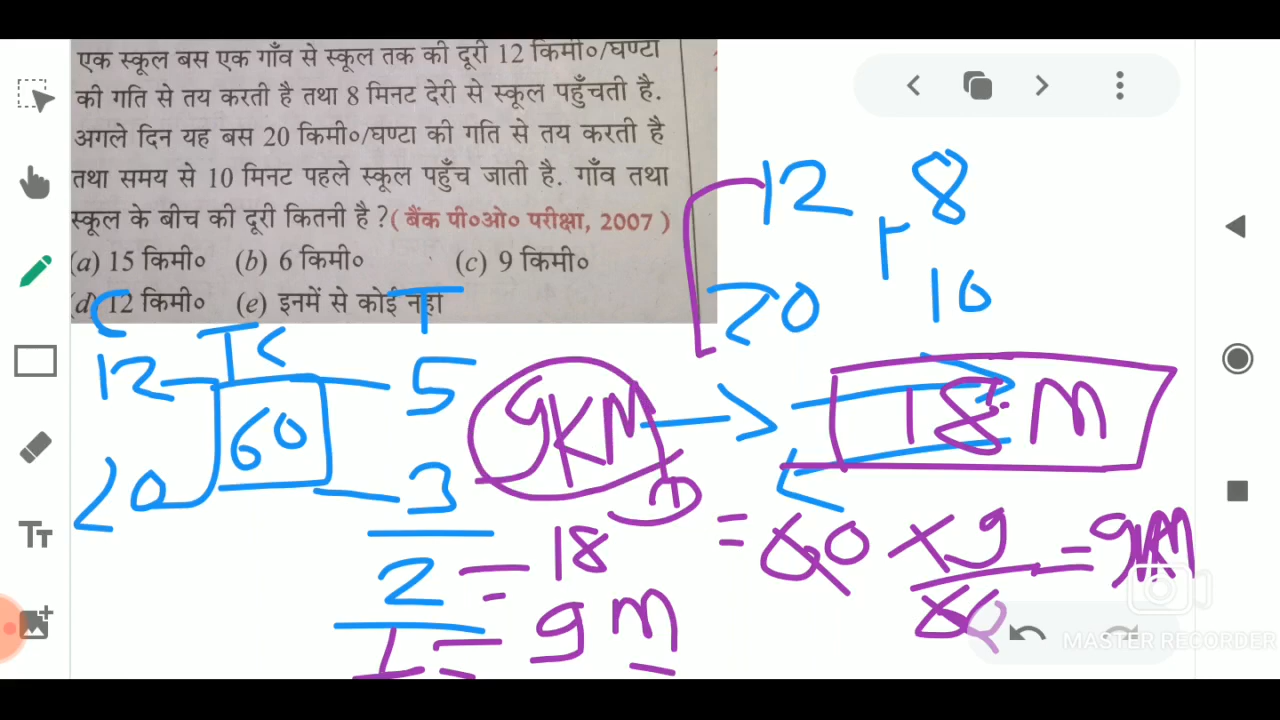 एक स्कूल बस एक गाँव से स्कूल तक की दूरी 12 किमी०/घण्टा
की गति से तय करती है तथा 8 मिनट देरी से स्कूल पहुँचती है.
अगले दिन यह बस 20 किमी०/घण्टा की गति से तय करती है
तथा समय से 10 मिनट पहले स्कूल पहुँच जाती है. गाँव तथा
स्कूल के बीच की दूरी कितनी है? ( बैंक पी०ओ० परीक्षा, 2007 )
(a) 15 किमी० (b) 6 किमी० (c) 9 किमी०
(d) 12 किमी० (e) इनमें से कोई नहीं
12 8
20 10
T
12 5
60
20 3
9KM
18 M
2 = 18
1 = 9 M
= 60 × 9 = 9KM
60
Tт
MASTER RECORDER